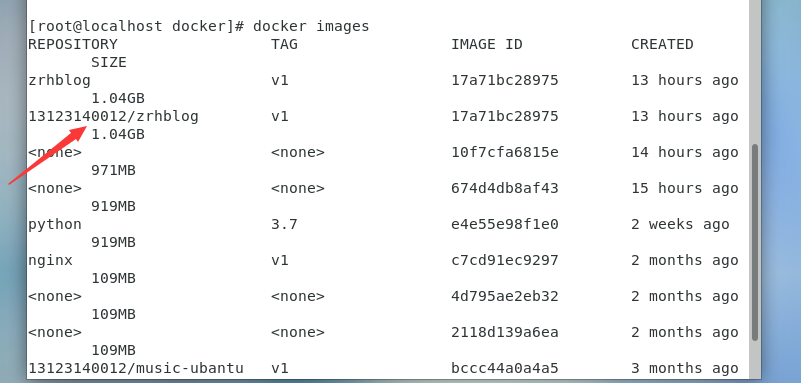 [root@localhost docker]# docker images
REPOSITORY TAG IMAGE ID CREATED
SIZE
zrhblog v1 17a71bc28975 13 hours ago
1.04GB
13123140012/zrhblog v1 17a71bc28975 13 hours ago
1.04GB
<none> <none> 10f7cfa6815e 14 hours ago
971MB
<none> <none> 674d4db8af43 15 hours ago
919MB
python 3.7 e4e55e98f1e0 2 weeks ago
919MB
nginx v1 c7cd91ec9297 2 months ago
109MB
<none> <none> 4d795ae2eb32 2 months ago
109MB
<none> <none> 2118d139a6ea 2 months ago
109MB
13123140012/music-ubantu v1 bccc44a0a4a5 3 months ago